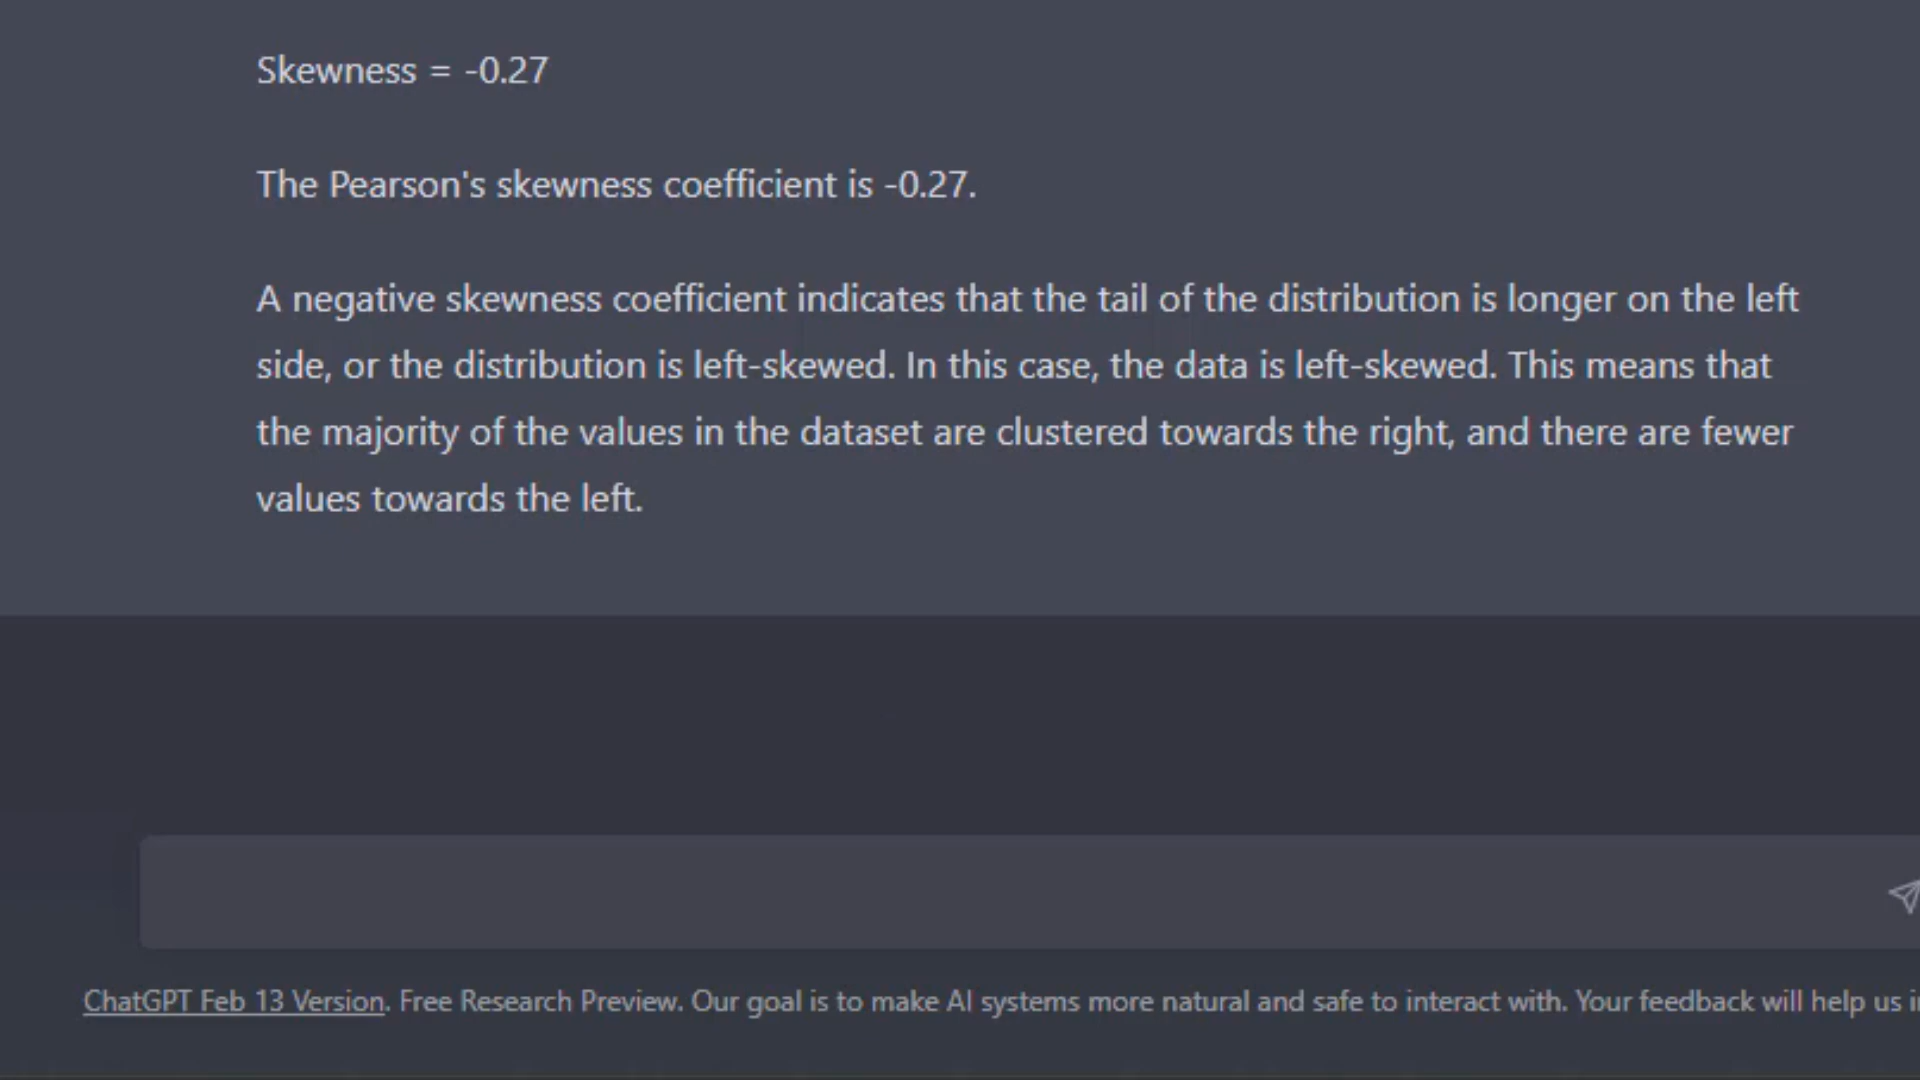 Skewness = -0.27
The Pearson's skewness coefficient is -0.27.
A negative skewness coefficient indicates that the tail of the distribution is longer on the left
side, or the distribution is left-skewed. In this case, the data is left-skewed. This means that
the majority of the values in the dataset are clustered towards the right, and there are fewer
values towards the left.
ChatGPT Feb 13 Version. Free Research Preview. Our goal is to make AI systems more natural and safe to interact with. Your feedback will help us